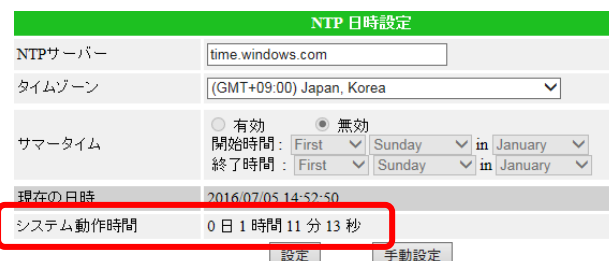 NTP 日時設定
NTPサーバー time.windows.com
タイムゾーン (GMT+09:00) Japan, Korea
サマータイム 有効 無効
開始時間 : First Sunday in January
終了時間 : First Sunday in January
現在の日時 2016/07/05 14:52:50
システム動作時間 0 日 1 時間 11 分 13 秒
設定 手動設定